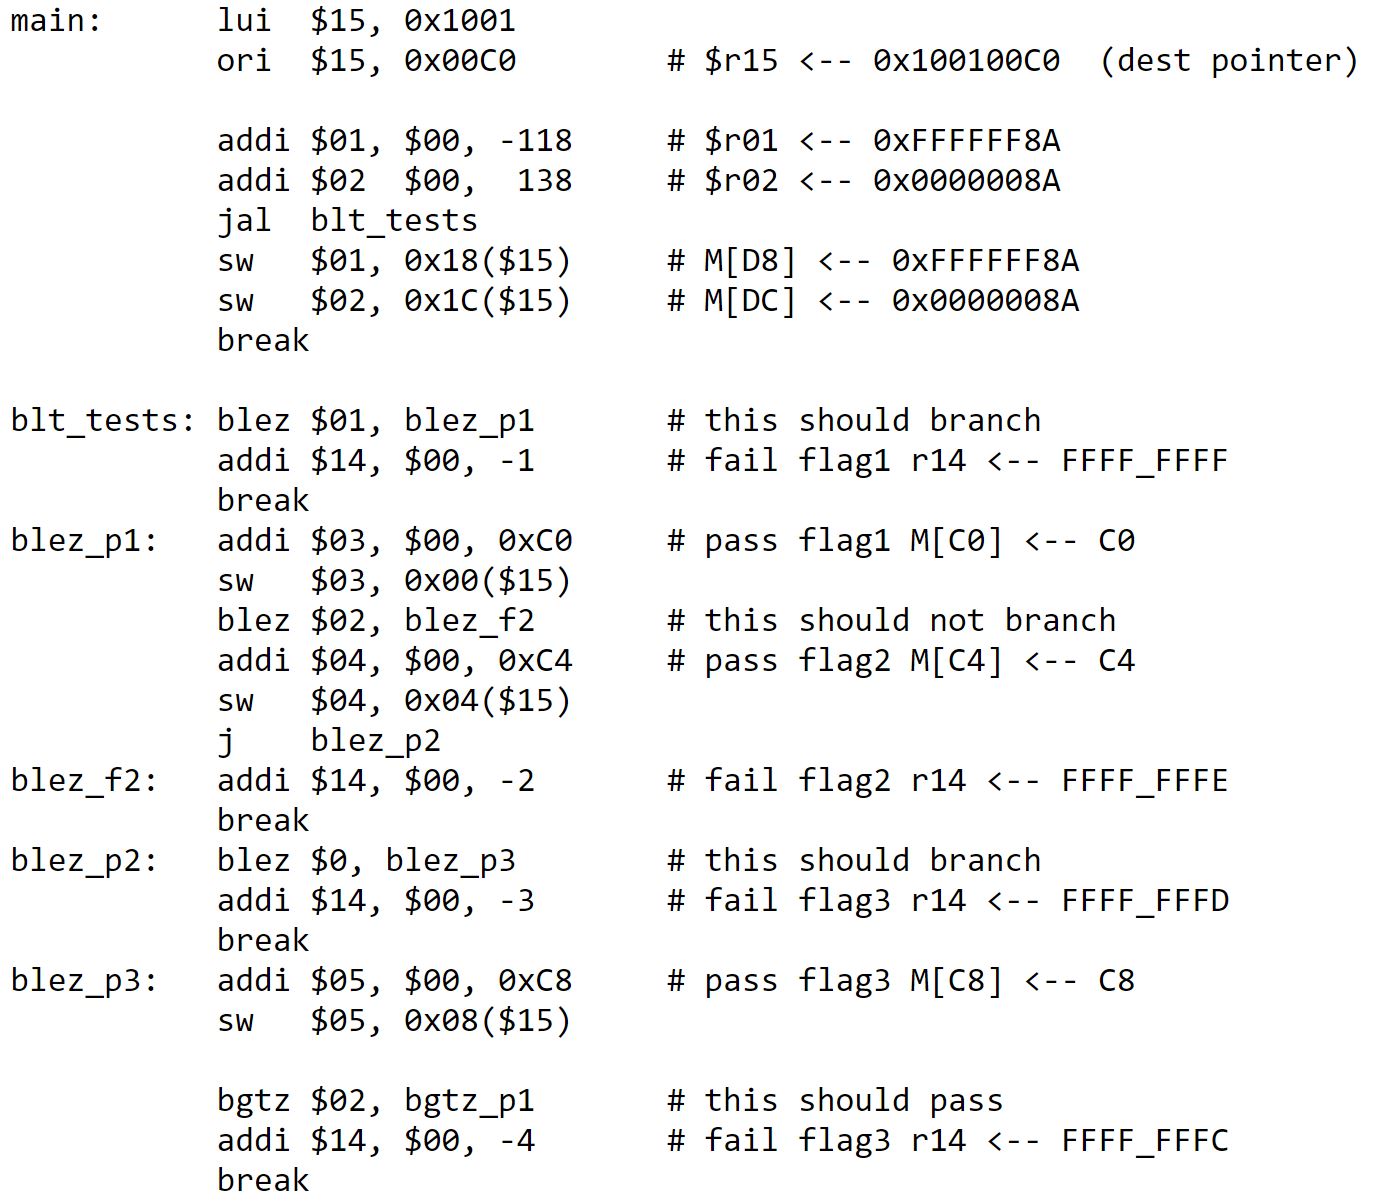 main:      lui  $15, 0x1001
           ori  $15, 0x00C0        # $r15 <-- 0x100100C0  (dest pointer)
           addi $01, $00, -118     # $r01 <-- 0xFFFFFF8A
           addi $02  $00,  138     # $r02 <-- 0x0000008A
           jal  blt_tests
           sw   $01, 0x18($15)     # M[D8] <-- 0xFFFFFF8A
           sw   $02, 0x1C($15)     # M[DC] <-- 0x0000008A
           break
blt_tests: blez $01, blez_p1       # this should branch
           addi $14, $00, -1       # fail flag1 r14 <-- FFFF_FFFF
           break
blez_p1:   addi $03, $00, 0xC0     # pass flag1 M[C0] <-- C0
           sw   $03, 0x00($15)
           blez $02, blez_f2       # this should not branch
           addi $04, $00, 0xC4     # pass flag2 M[C4] <-- C4
           sw   $04, 0x04($15)
           j    blez_p2
blez_f2:   addi $14, $00, -2       # fail flag2 r14 <-- FFFF_FFFE
           break
blez_p2:   blez $0, blez_p3        # this should branch
           addi $14, $00, -3       # fail flag3 r14 <-- FFFF_FFFD
           break
blez_p3:   addi $05, $00, 0xC8     # pass flag3 M[C8] <-- C8
           sw   $05, 0x08($15)
           bgtz $02, bgtz_p1       # this should pass
           addi $14, $00, -4       # fail flag3 r14 <-- FFFF_FFFC
           break